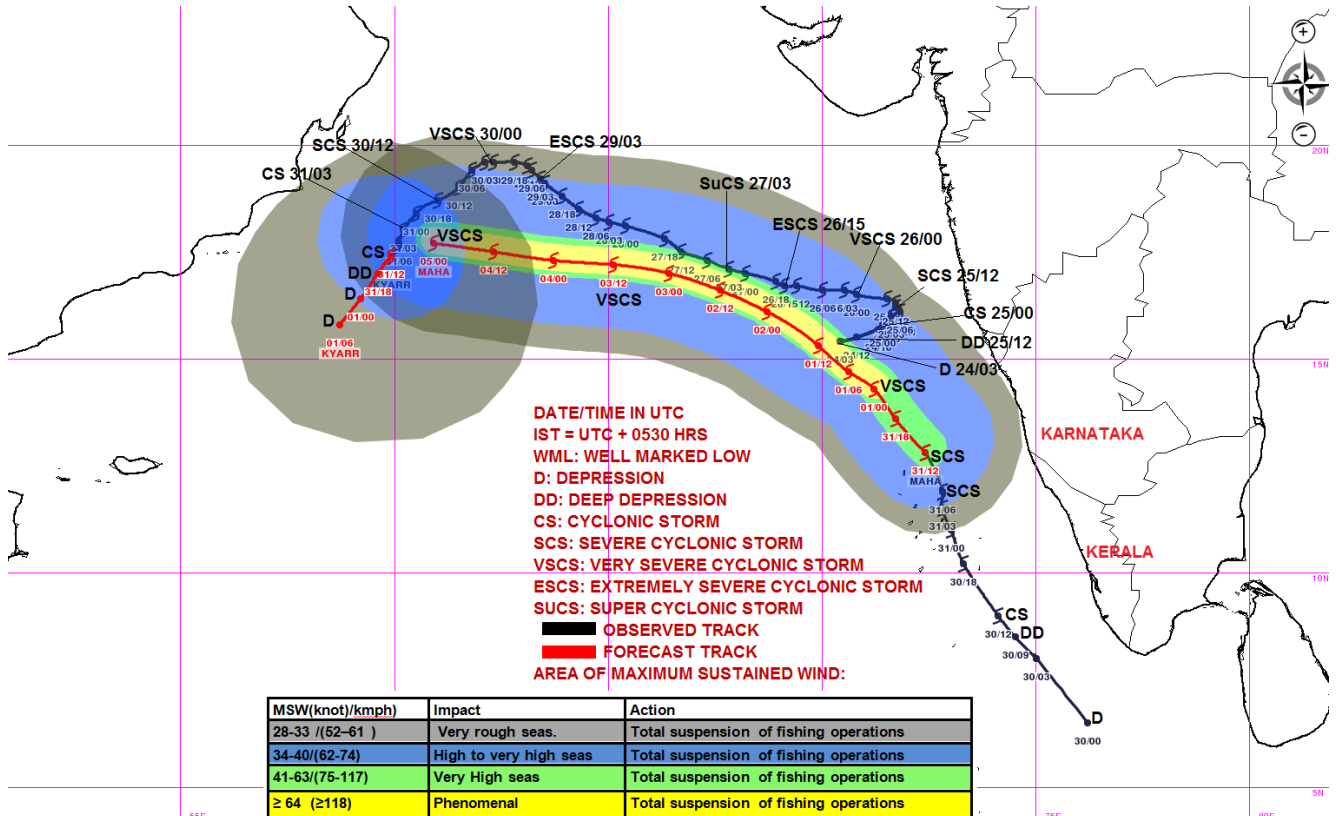 VSCS 30/00
ESCS 29/03
SCS 30/12
CS 31/03
20N
SuCS 27/03
ESCS 26/15
VSCS 26/00
SCS 25/12
CS 25/00
DD 25/12
D 24/03
30/06
30/12
30/18
31/00
29/18
29/06
28/18
28/12
28/06
27/18
27/12
27/06
26/18
26/06
24/12
CS
DD
D
D
31/12
KYARR
31/18
01/00
01/06
KYARR
VSCS
05/00
MAHA
04/12
04/00
03/12
VSCS
03/00
02/12
02/00
01/12
15N
01/06
VSCS
01/00
31/18
SCS
31/12
MAHA
SCS
31/06
31/03
31/00
30/18
CS
30/12
DD
30/09
30/03
D
30/00
KARNATAKA
KERALA
10N
5N
DATE/TIME IN UTC
IST = UTC + 0530 HRS
WML: WELL MARKED LOW
D: DEPRESSION
DD: DEEP DEPRESSION
CS: CYCLONIC STORM
SCS: SEVERE CYCLONIC STORM
VSCS: VERY SEVERE CYCLONIC STORM
ESCS: EXTREMELY SEVERE CYCLONIC STORM
SUCS: SUPER CYCLONIC STORM
OBSERVED TRACK
FORECAST TRACK
AREA OF MAXIMUM SUSTAINED WIND:
MSW(knot)/kmph) Impact Action
28-33 /(52–61 ) Very rough seas. Total suspension of fishing operations
34-40/(62-74) High to very high seas Total suspension of fishing operations
41-63/(75-117) Very High seas Total suspension of fishing operations
≥ 64 (≥118) Phenomenal Total suspension of fishing operations